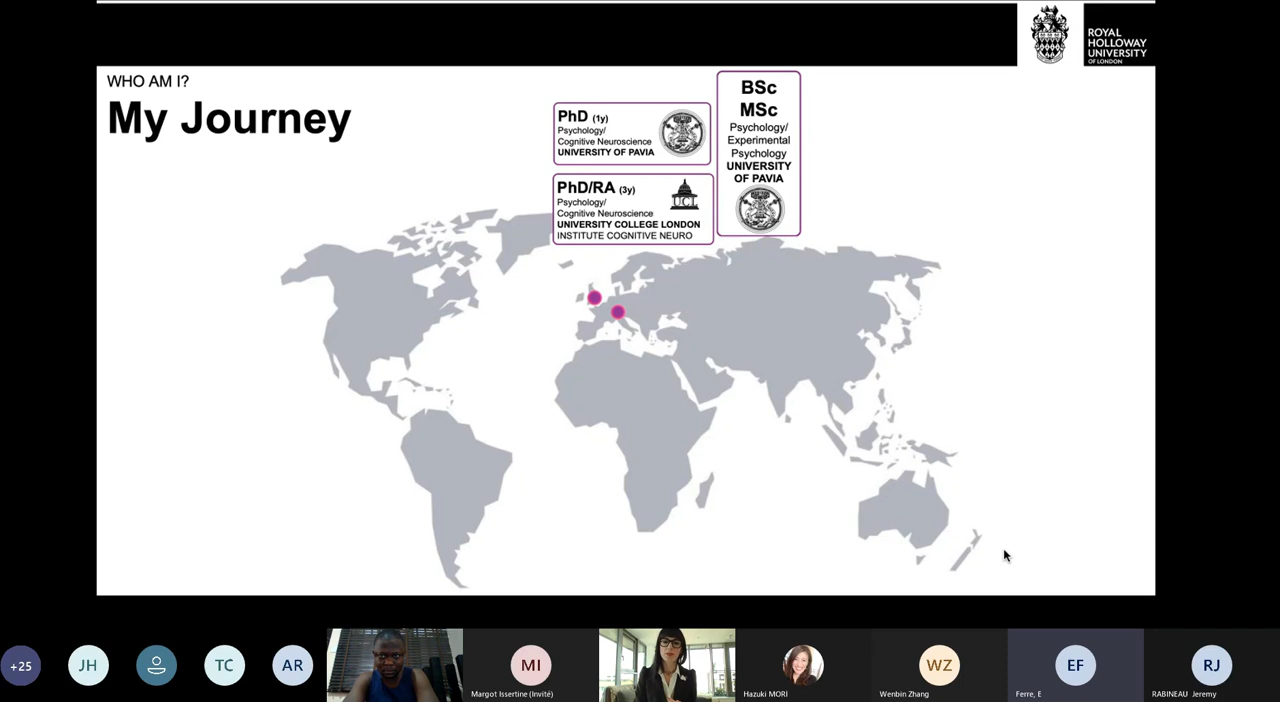 ROYAL
HOLLOWAY
UNIVERSITY
OF LONDON
WHO AM I?
My Journey
PhD (1y)
Psychology/
Cognitive Neuroscience
UNIVERSITY OF PAVIA
PhD/RA (3y)
Psychology/
Cognitive Neuroscience
UNIVERSITY COLLEGE LONDON
INSTITUTE COGNITIVE NEURO
UCL
BSc
MSc
Psychology/
Experimental
Psychology
UNIVERSITY
OF PAVIA
+25
JH
TC
AR
MI
Margot Issertine (Invité)
Hazuki MORI
WZ
Wenbin Zhang
EF
Ferre, E
RJ
RABINEAU Jeremy